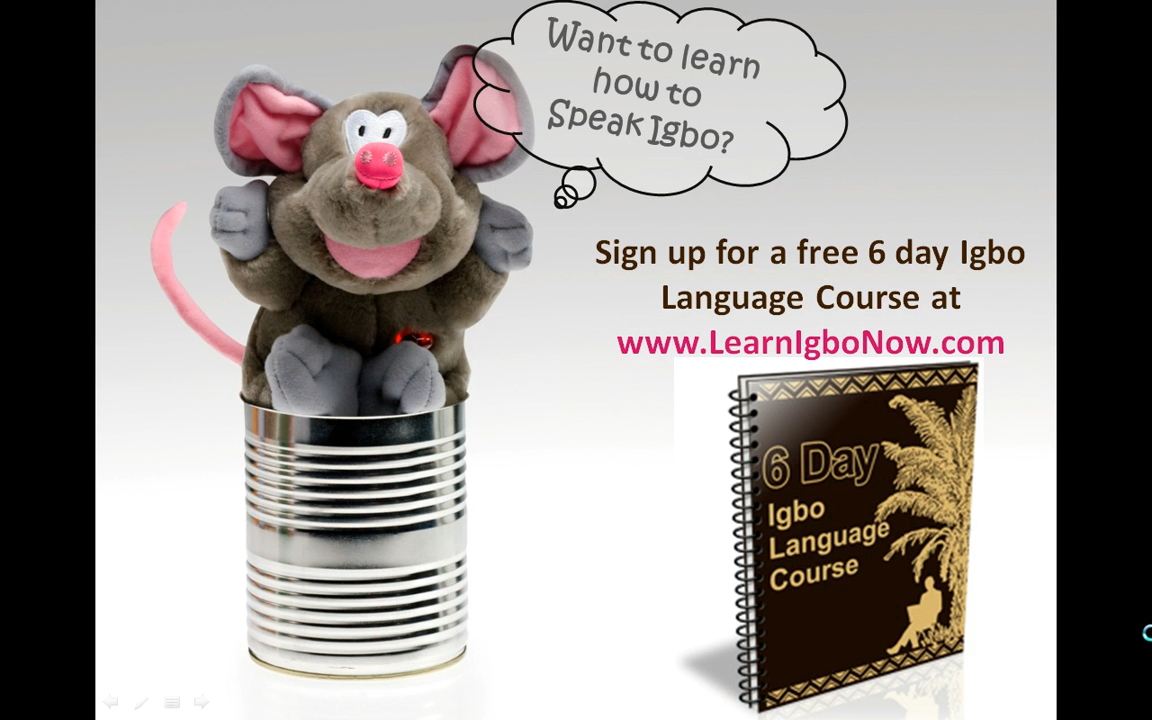 Want to learn
how to
Speak Igbo?
Sign up for a free 6 day Igbo
Language Course at
www.LearnIgboNow.com
6 Day
Igbo
Language
Course